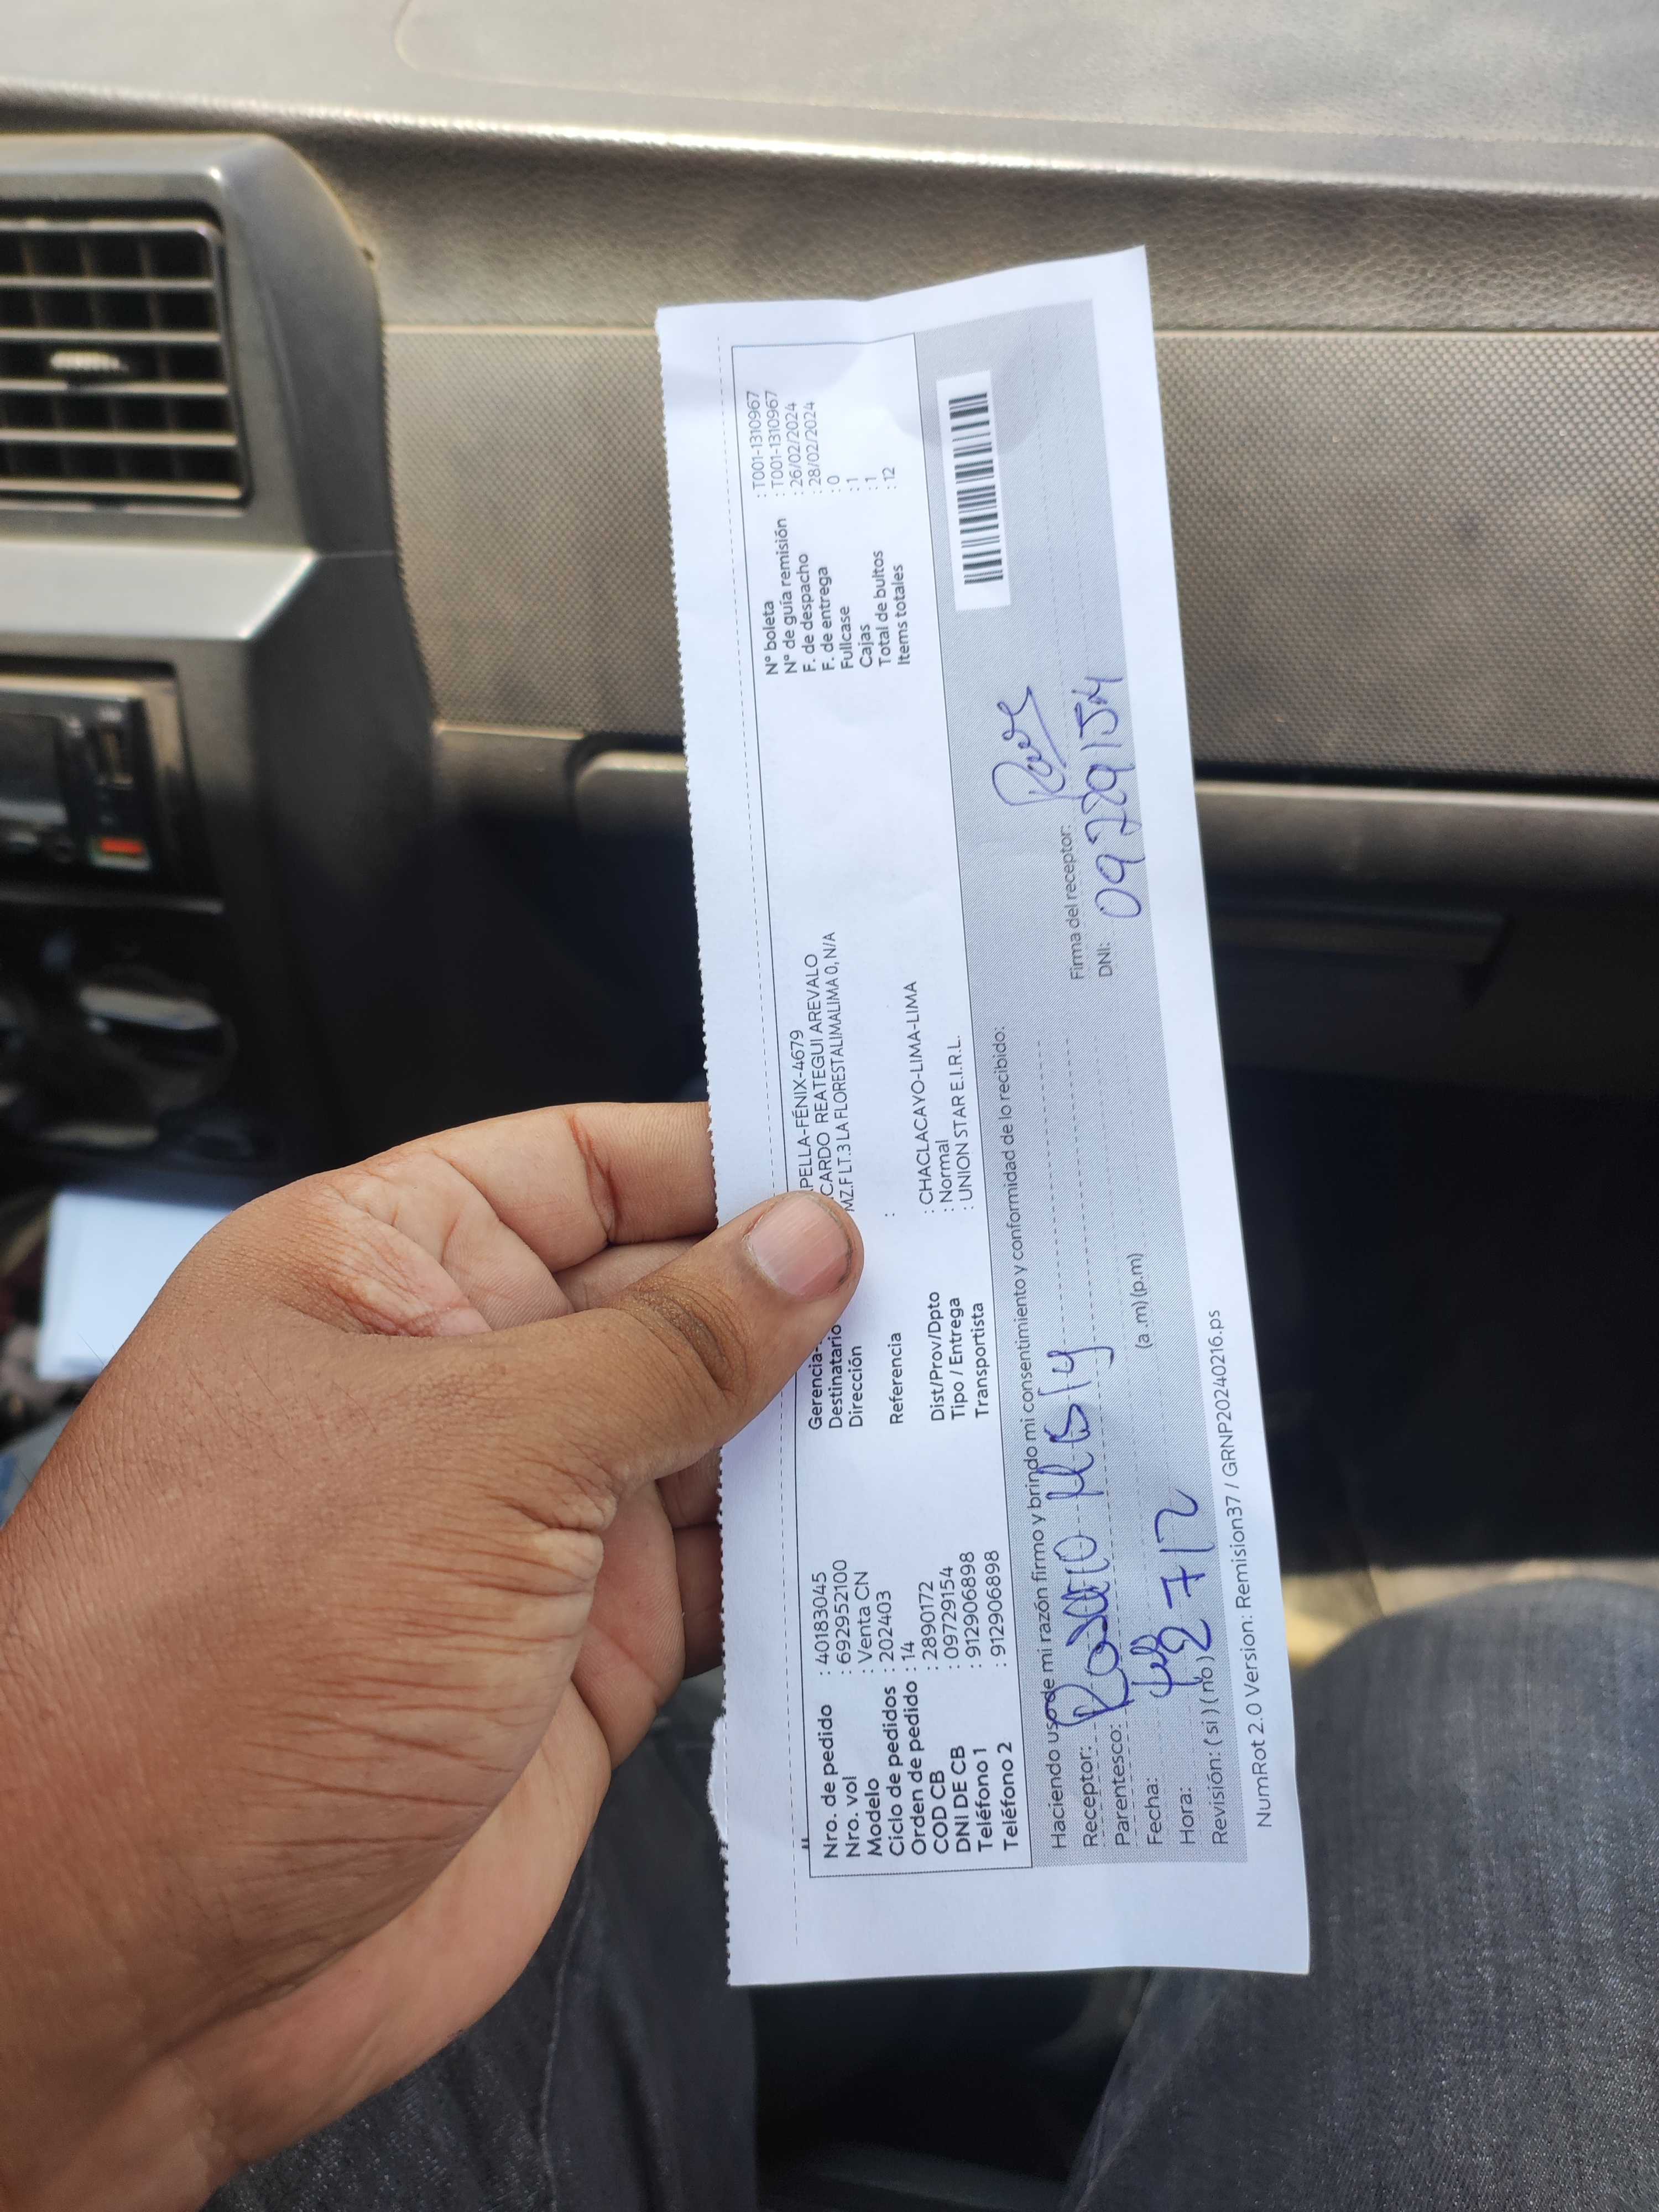 Nro. de pedido : 40183045
Nro. vol : 692952100
Modelo : Venta CN
Ciclo de pedidos : 202403
Orden de pedido : 14
COD CB : 2890172
DNI DE CB : 09729154
Teléfono 1 : 912906898
Teléfono 2 : 912906898
Gerencia- PELLA-FÉNIX-4679
Destinatario CARDO REATEGUI AREVALO
Dirección MZ.F LT.3 LA FLORESTALIMALIMA 0, N/A
Referencia :
Dist/Prov/Dpto : CHACLACAYO-LIMA-LIMA
Tipo / Entrega : Normal
Transportista : UNION STAR E.I.R.L.
N° boleta : T001-1310967
N° de guía remisión : T001-1310967
F. de despacho : 26/02/2024
F. de entrega : 28/02/2024
Fullcase : 0
Cajas : 1
Total de bultos : 1
Items totales : 12
Haciendo uso de mi razón firmo y brindo mi consentimiento y conformidad de lo recibido:
Receptor:
Parentesco:
Fecha:
Hora: (a .m) (p.m)
Revisión: ( si ) ( no )
Firma del receptor:
DNI: 09729154
NumRot 2.0 Version: Remision37 / GRNP20240216.ps